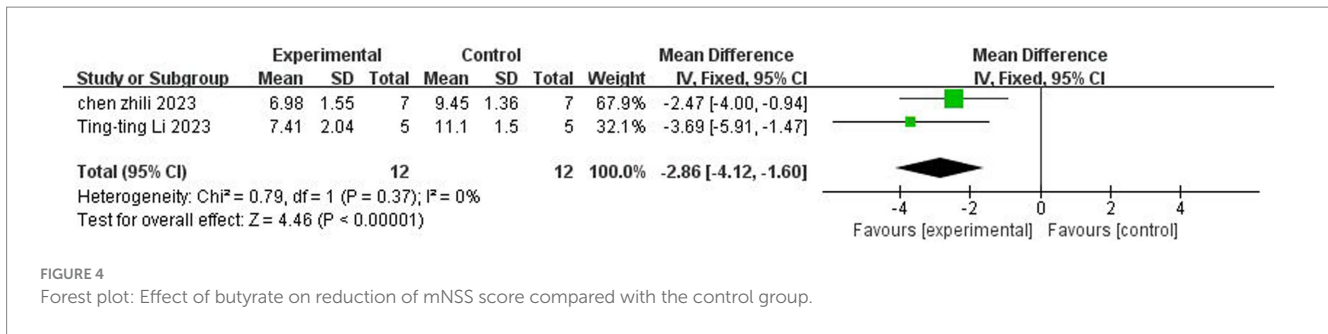 Experimental Control Mean Difference Mean Difference
Study or Subgroup Mean SD Total Mean SD Total Weight IV, Fixed, 95% CI IV, Fixed, 95% CI
chen zhili 2023 6.98 1.55 7 9.45 1.36 7 67.9% -2.47 [-4.00, -0.94]
Ting-ting Li 2023 7.41 2.04 5 11.1 1.5 5 32.1% -3.69 [-5.91, -1.47]
Total (95% CI) 12 12 100.0% -2.86 [-4.12, -1.60]
Heterogeneity: Chi² = 0.79, df = 1 (P = 0.37); I² = 0%
Test for overall effect: Z = 4.46 (P < 0.00001)
-4 -2 0 2 4
Favours [experimental] Favours [control]
FIGURE 4
Forest plot: Effect of butyrate on reduction of mNSS score compared with the control group.